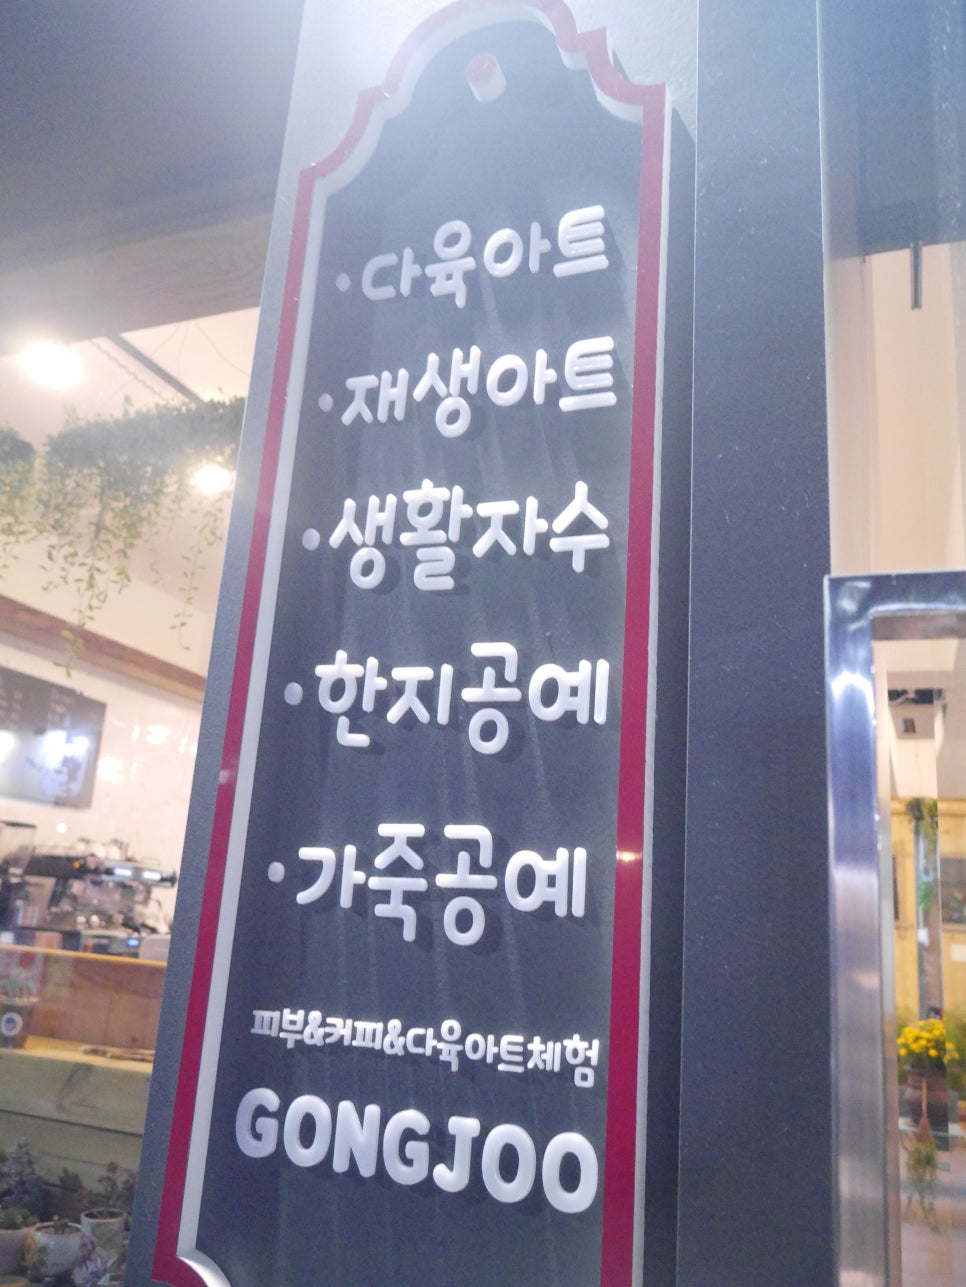 · 다육아트
· 재생아트
· 생활자수
· 한지공예
· 가죽공예
피부&커피&다육아트체험
GONGJOO